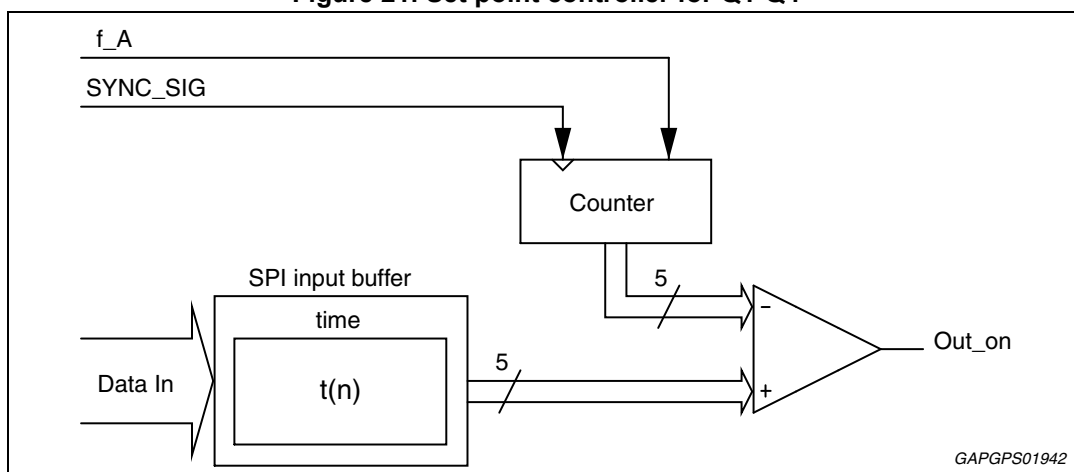 f_A
SYNC_SIG
Counter
SPI input buffer
5
time
5
Out_on
Data In
t(n)
-
+
GAPGPS01942